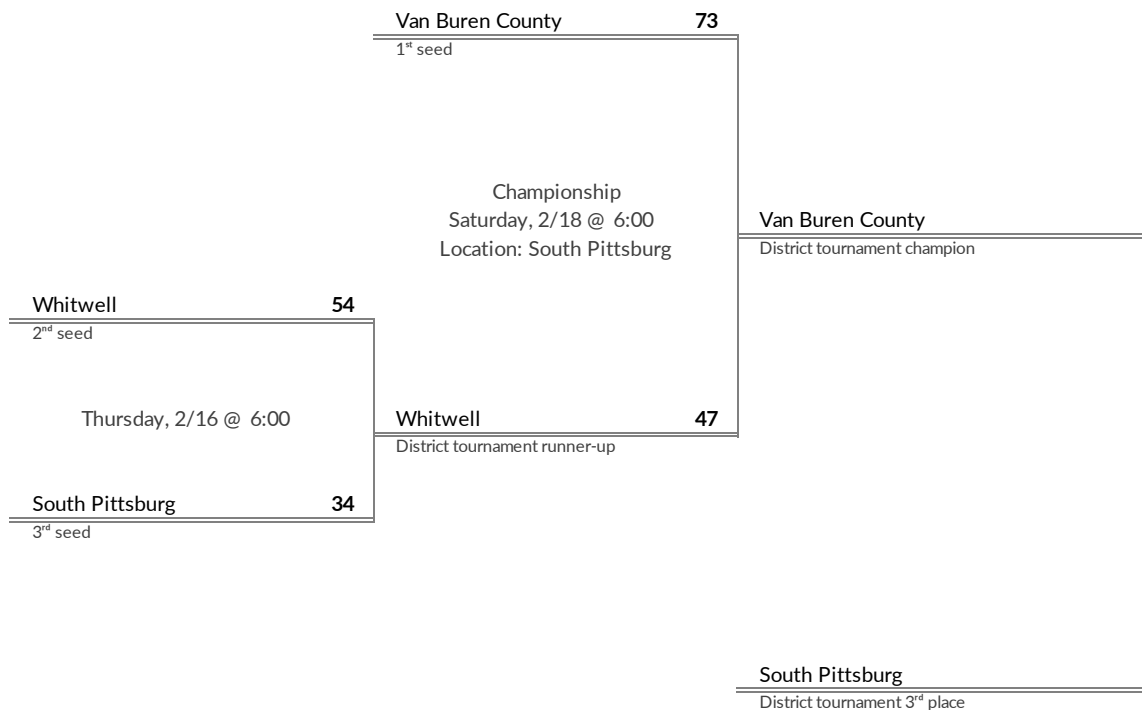 Van Buren County 73
1st seed
Championship
Saturday, 2/18 @ 6:00
Location: South Pittsburg
Van Buren County
District tournament champion
Whitwell 54
2nd seed
Thursday, 2/16 @ 6:00
Whitwell 47
District tournament runner-up
South Pittsburg 34
3rd seed
South Pittsburg
District tournament 3rd place